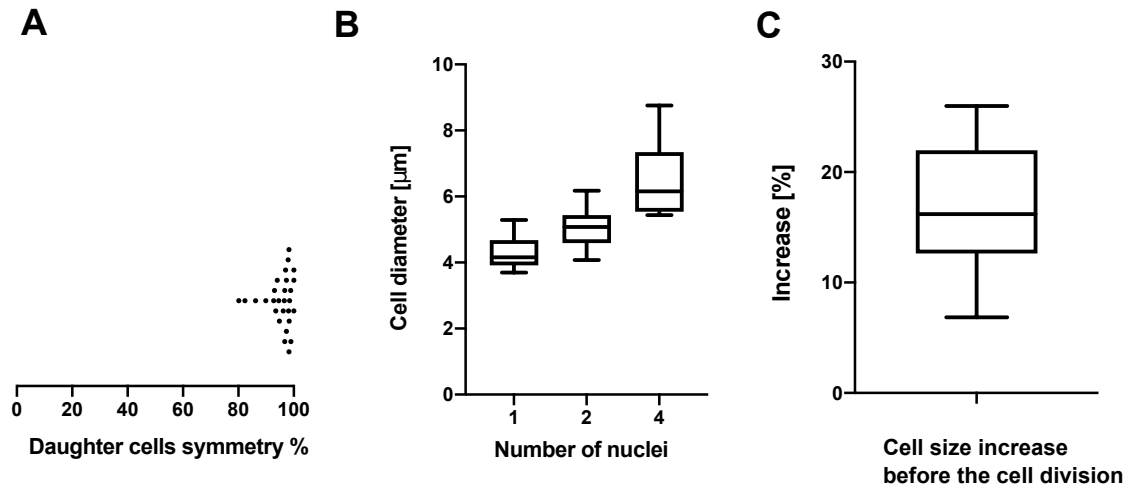 A
0 20 40 60 80 100
Daughter cells symmetry %
B
Cell diameter [μm]
10
8
6
4
2
0
1 2 4
Number of nuclei
C
Increase [%]
30
20
10
0
Cell size increase
before the cell division